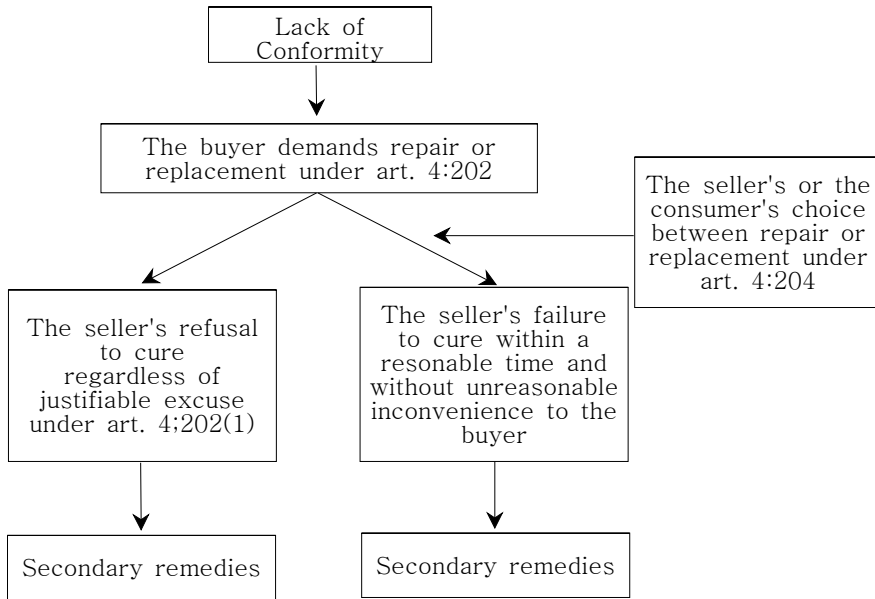 Lack of
Conformity
The buyer demands repair or
replacement under art. 4:202
The seller's or the
consumer's choice
between repair or
replacement under
art. 4:204
The seller's refusal
to cure
regardless of
justifiable excuse
under art. 4;202(1)
The seller's failure
to cure within a
resonable time and
without unreasonable
inconvenience to the
buyer
Secondary remedies
Secondary remedies